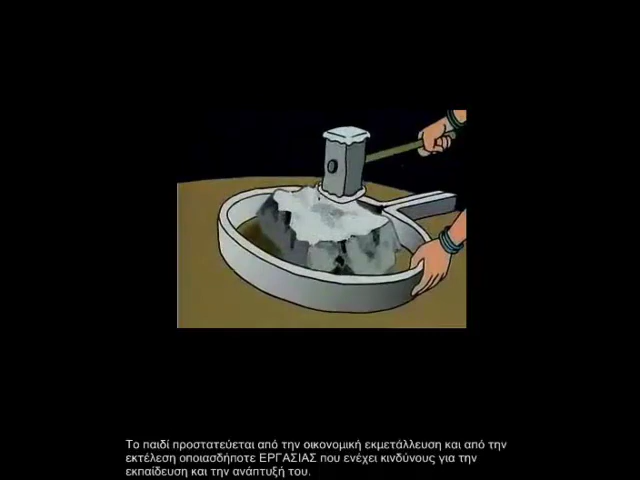 Το παιδί προστατεύεται από την οικονομική εκμετάλλευση και από την
εκτέλεση οποιασδήποτε ΕΡΓΑΣΙΑΣ που ενέχει κινδύνους για την
εκπαίδευση και την ανάπτυξή του.